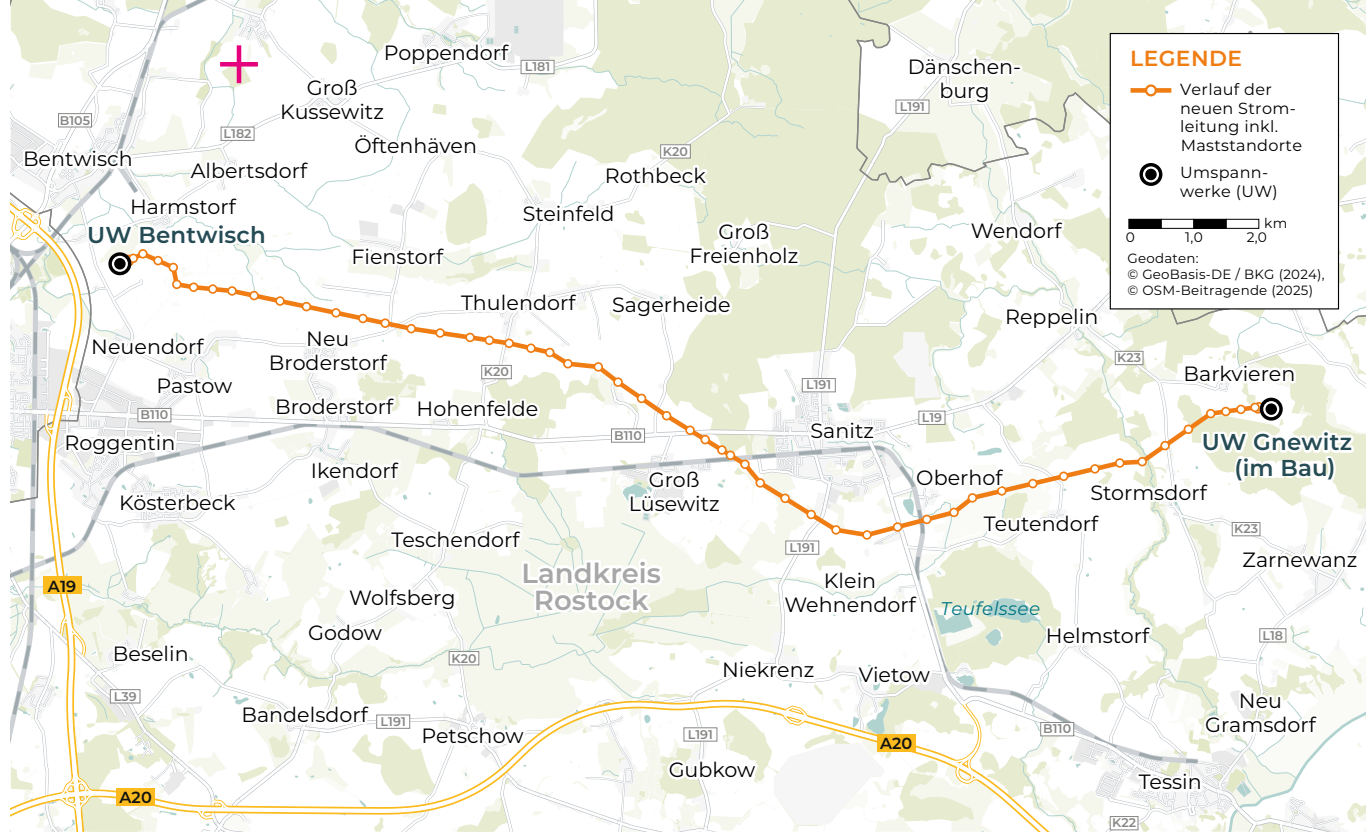 Poppendorf
L181
Groß
Kussewitz
B105
L182
Öftenhäven
Bentwisch
Albertsdorf
Harmstorf
UW Bentwisch
K20
Rothbeck
Steinfeld
Fienstorf
Groß
Freienholz
Dänschen-
burg
L191
Wendorf
LEGENDE
Verlauf der
neuen Strom-
leitung inkl.
Maststandorte
Umspann-
werke (UW)
km
0 1,0 2,0
Geodaten:
© GeoBasis-DE / BKG (2024),
© OSM-Beitragende (2025)
Thulendorf
Sagerheide
Reppelin
Neuendorf
Neu
Broderstorf
K20
K23
Pastow
L191
Barkvieren
B110
Broderstorf
Hohenfelde
L19
Roggentin
B110
Sanitz
UW Gnewitz
(im Bau)
Ikendorf
Groß
Lüsewitz
Oberhof
Stormsdorf
Kösterbeck
Teutendorf
K23
Teschendorf
L191
Zarnewanz
A19
Landkreis
Rostock
Klein
Wehnendorf
Wolfsberg
Teufelssee
Godow
Helmstorf
L18
Beselin
K20
Niekrenz
Vietow
L39
Neu
Gramsdorf
Bandelsdorf
L191
Petschow
L191
A20
B110
Gubkow
Tessin
A20
K22